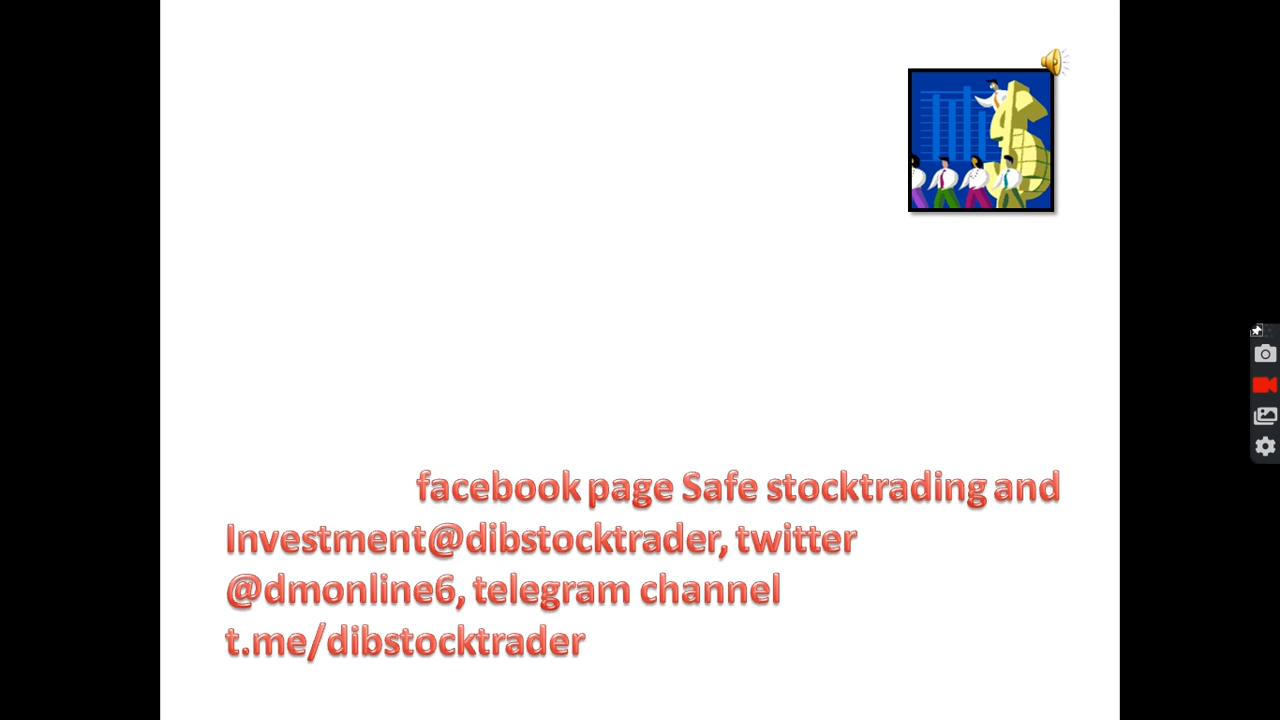 facebook page Safe stocktrading and
Investment@dibstocktrader, twitter
@dmonline6, telegram channel
t.me/dibstocktrader